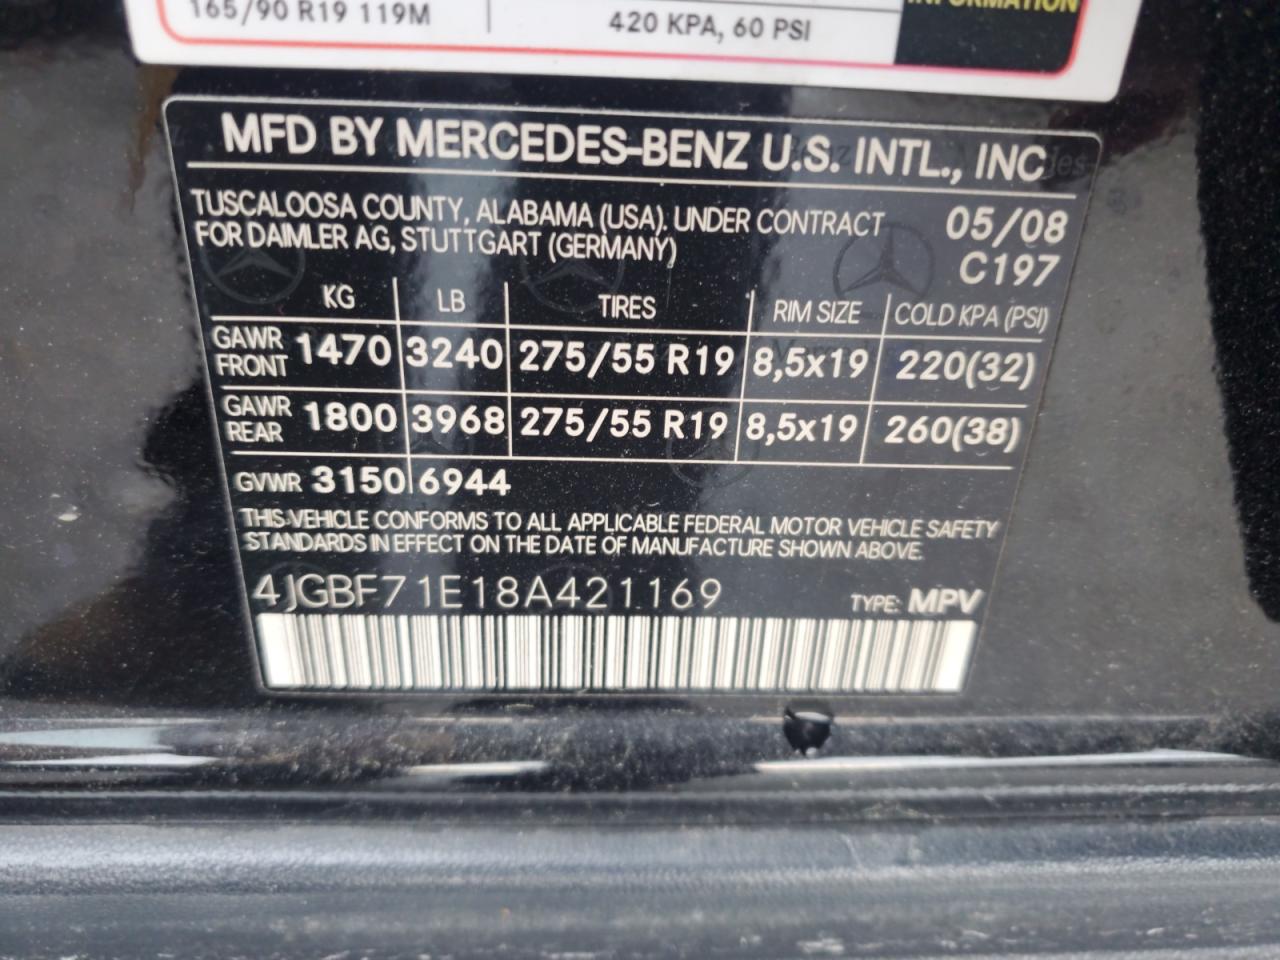 165/90 R19 119M
420 KPA, 60 PSI
INFORMATION
MFD BY MERCEDES-BENZ U.S. INTL., INC
TUSCALOOSA COUNTY, ALABAMA (USA). UNDER CONTRACT
FOR DAIMLER AG, STUTTGART (GERMANY)
05/08
C197
KG LB TIRES RIM SIZE COLD KPA (PSI)
GAWR FRONT 1470 3240 275/55 R19 8,5x19 220(32)
GAWR REAR 1800 3968 275/55 R19 8,5x19 260(38)
GVWR 3150 6944
THIS VEHICLE CONFORMS TO ALL APPLICABLE FEDERAL MOTOR VEHICLE SAFETY
STANDARDS IN EFFECT ON THE DATE OF MANUFACTURE SHOWN ABOVE.
4JGBF71E18A421169 TYPE: MPV